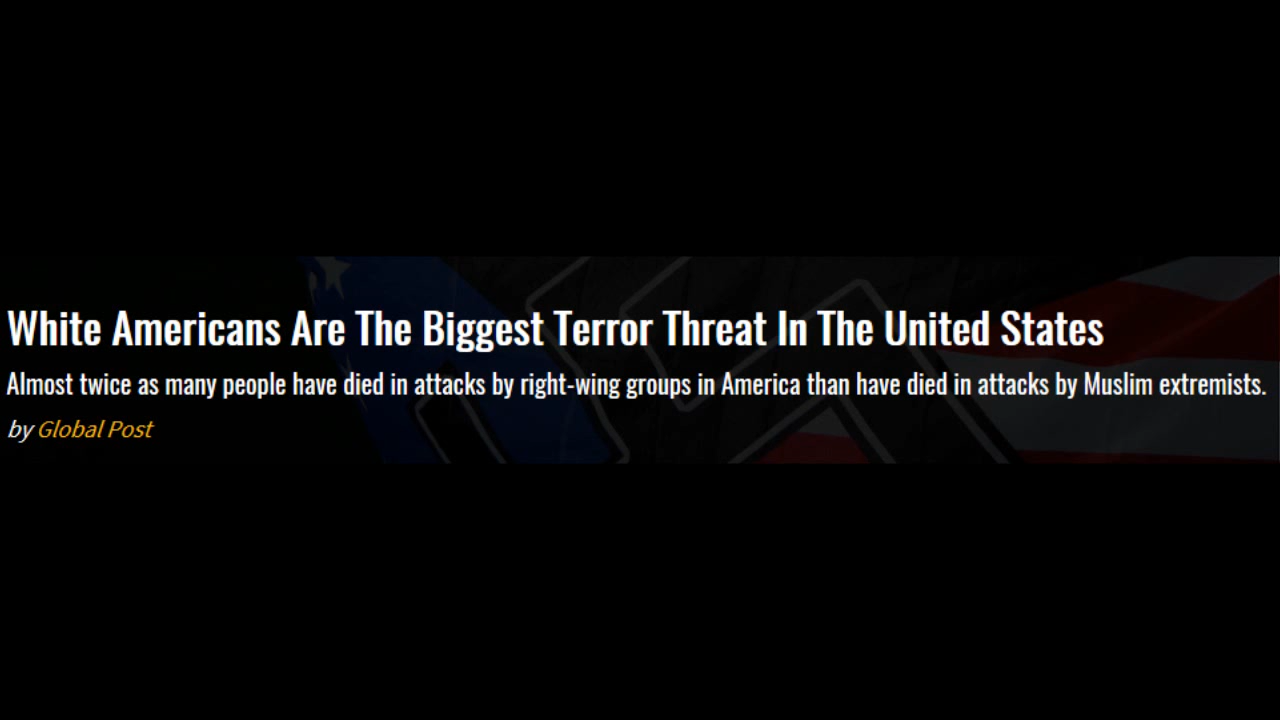 White Americans Are The Biggest Terror Threat In The United States
Almost twice as many people have died in attacks by right-wing groups in America than have died in attacks by Muslim extremists.
by Global Post